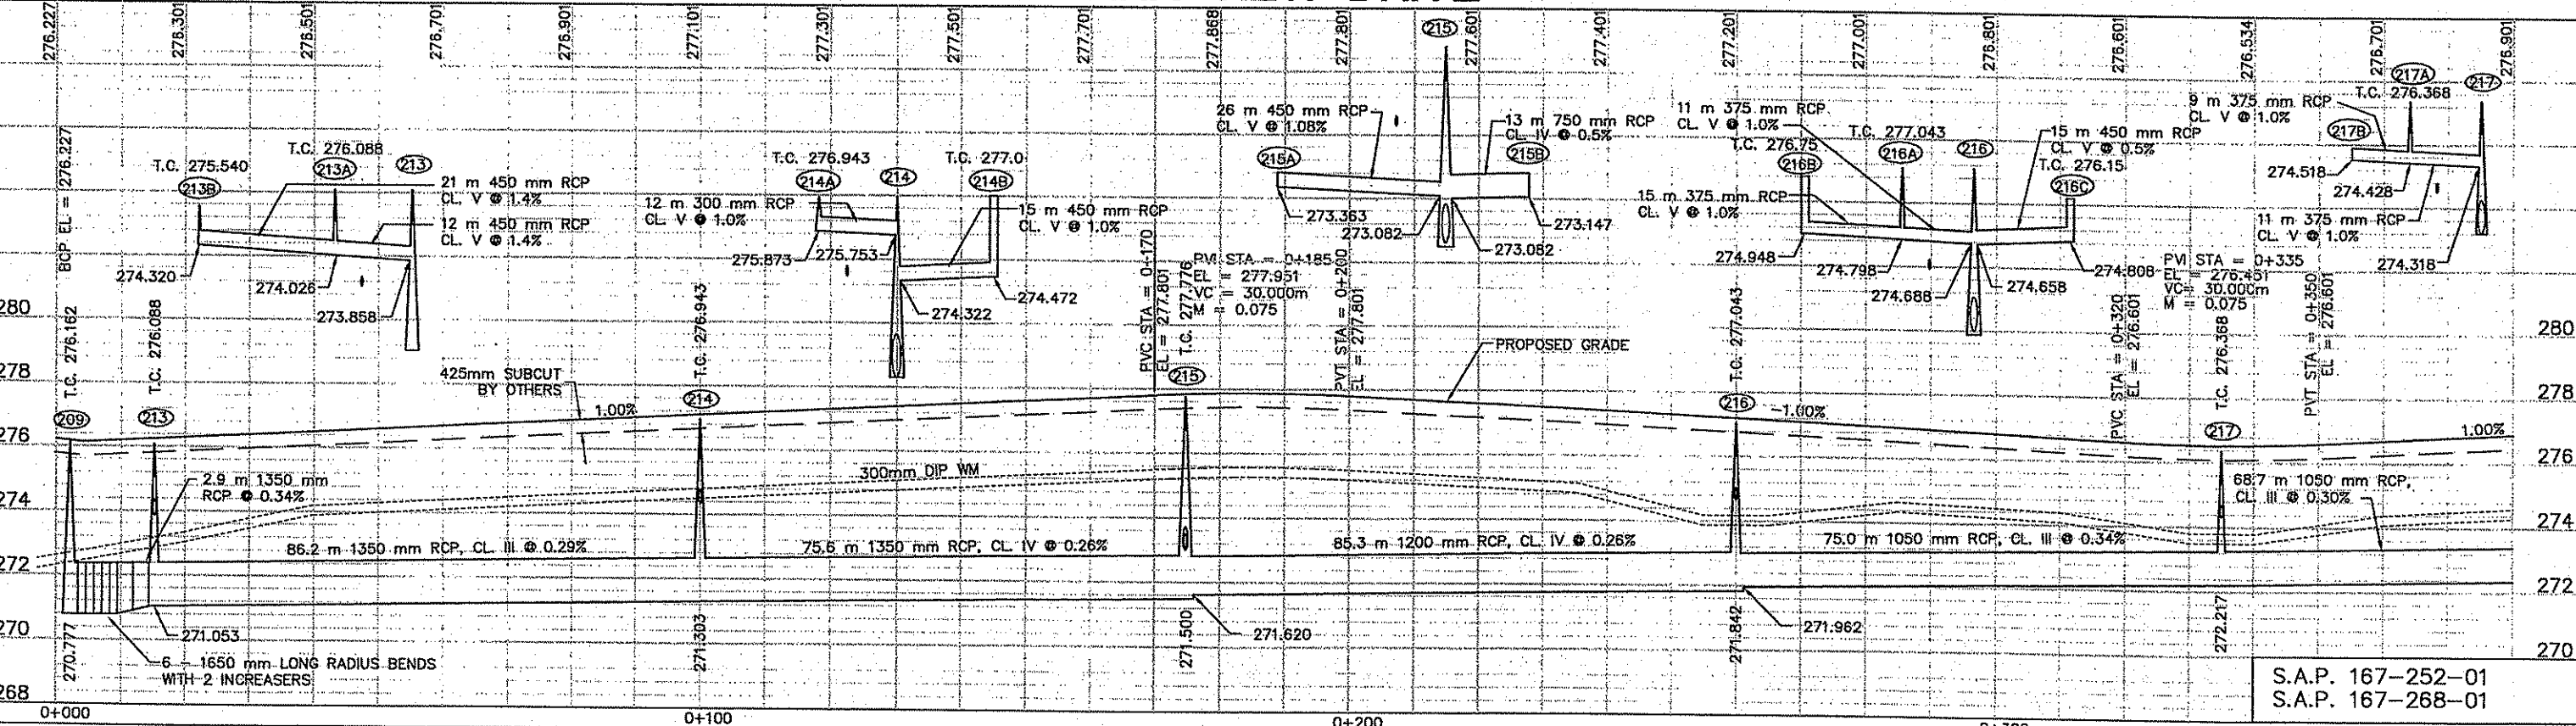 276.227
276.301
276.501
276.701
276.901
277.101
277.301
277.501
277.701
277.868
277.801
277.601
277.401
277.201
277.001
276.801
276.601
276.534
276.701
276.901
BCP EL = 276.227
T.C. 275.540
213B
T.C. 276.088
213A
213
21 m 450 mm RCP
CL. V @ 1.4%
12 m 450 mm RCP
CL. V @ 1.4%
274.320
274.026
273.858
T.C. 276.943
214A
214
T.C. 277.0
214B
12 m 300 mm RCP
CL. V @ 1.0%
15 m 450 mm RCP
CL. V @ 1.0%
275.873
275.753
274.472
274.322
215
26 m 450 mm RCP
CL. V @ 1.08%
13 m 750 mm RCP
CL. IV @ 0.5%
215A
215B
273.363
273.082
273.147
273.082
11 m 375 mm RCP
CL. V @ 1.0%
T.C. 276.75
216B
T.C. 277.043
216A
216
15 m 450 mm RCP
CL. V @ 0.5%
T.C. 276.15
216C
15 m 375 mm RCP
CL. V @ 1.0%
274.948
274.798
274.688
274.658
274.808
217A
T.C. 276.368
217
9 m 375 mm RCP
CL. V @ 1.0%
217B
274.518
274.428
11 m 375 mm RCP
CL. V @ 1.0%
274.318
PVC STA = 0+170
EL = 277.801
PVI STA = 0+185
EL = 277.951
VC = 30.000m
M = 0.075
PVT STA = 0+200
EL = 277.801
PVC STA = 0+320
EL = 276.601
PVI STA = 0+335
EL = 276.451
VC= 30.000m
M = 0.075
PVT STA = 0+350
EL = 276.601
T.C. 276.162
209
T.C. 276.088
213
T.C. 276.943
214
T.C. 277.776
215
T.C. 277.043
216
T.C. 276.368
217
425mm SUBCUT
BY OTHERS
1.00%
PROPOSED GRADE
-1.00%
1.00%
300mm DIP WM
2.9 m 1350 mm
RCP @ 0.34%
86.2 m 1350 mm RCP, CL. III @ 0.29%
75.6 m 1350 mm RCP, CL. IV @ 0.26%
85.3 m 1200 mm RCP, CL. IV @ 0.26%
75.0 m 1050 mm RCP, CL. III @ 0.34%
68.7 m 1050 mm RCP,
CL. III @ 0.30%
280
278
276
274
272
270
268
280
278
276
274
272
270
270.777
271.053
6 - 1650 mm LONG RADIUS BENDS
WITH 2 INCREASERS
271.303
271.500
271.620
271.842
271.962
272.217
S.A.P. 167-252-01
S.A.P. 167-268-01
0+000
0+100
0+200